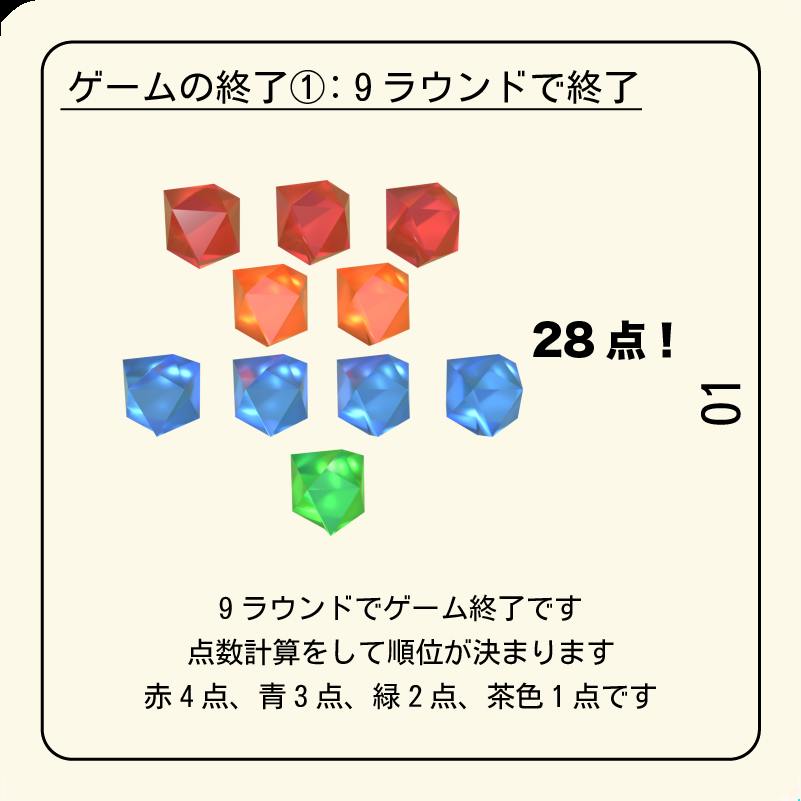 ゲームの終了①：9ラウンドで終了
28点！
01
9ラウンドでゲーム終了です
点数計算をして順位が決まります
赤4点、青3点、緑2点、茶色1点です